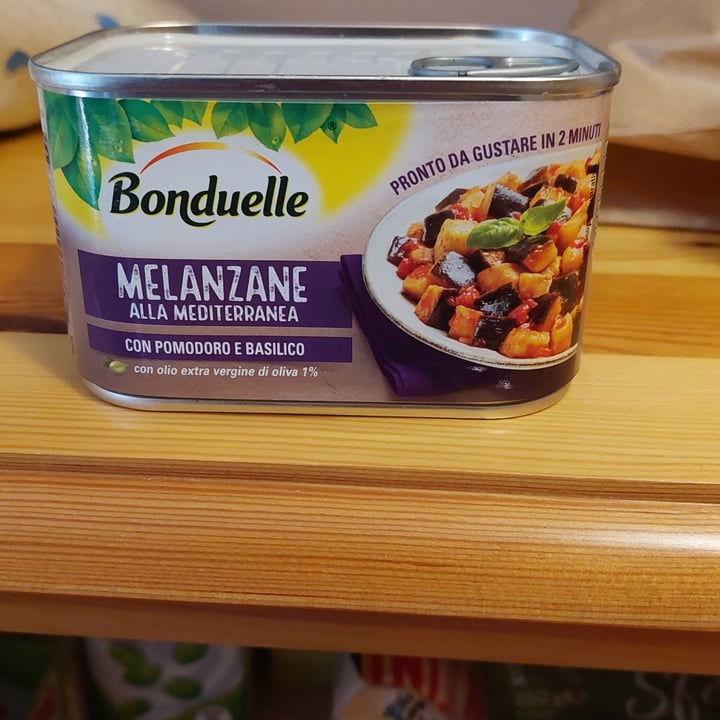 Bonduelle
PRONTO DA GUSTARE IN 2 MINUTI
MELANZANE
ALLA MEDITERRANEA
CON POMODORO E BASILICO
con olio extra vergine di oliva 1%